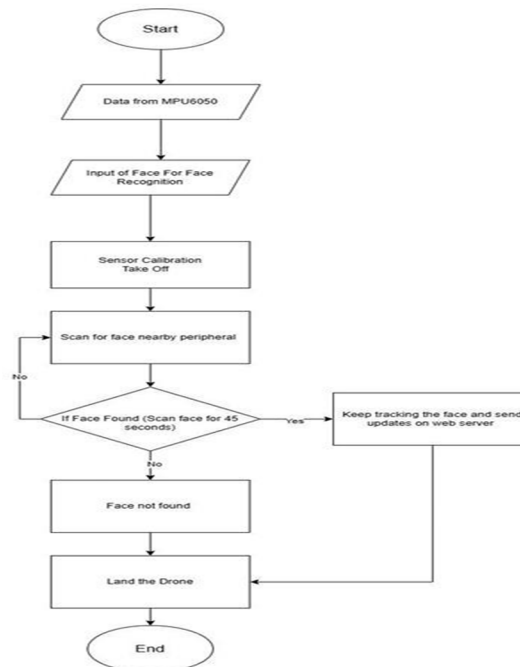 Start
Data from MPU6050
Input of Face For Face
Recognition
Sensor Calibration
Take Off
Scan for face nearby peripheral
No
If Face Found (Scan face for 45
seconds)
Yes
Keep tracking the face and send
updates on web server
No
Face not found
Land the Drone
End